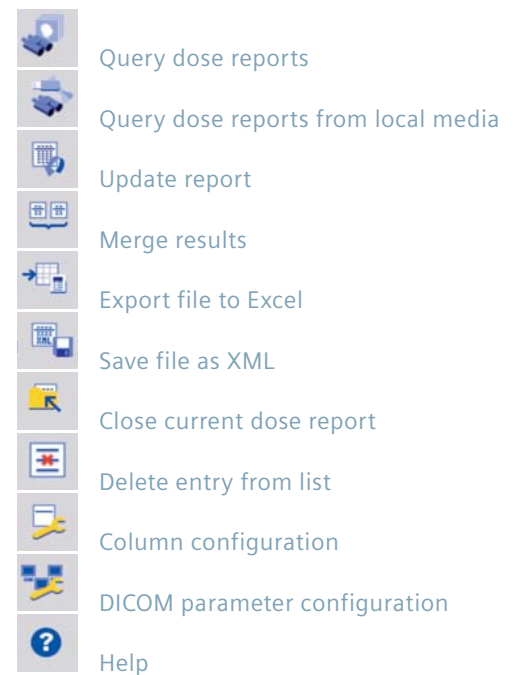 Query dose reports
Query dose reports from local media
Update report
Merge results
Export file to Excel
XML
Save file as XML
Close current dose report
Delete entry from list
Column configuration
DICOM parameter configuration
?
Help